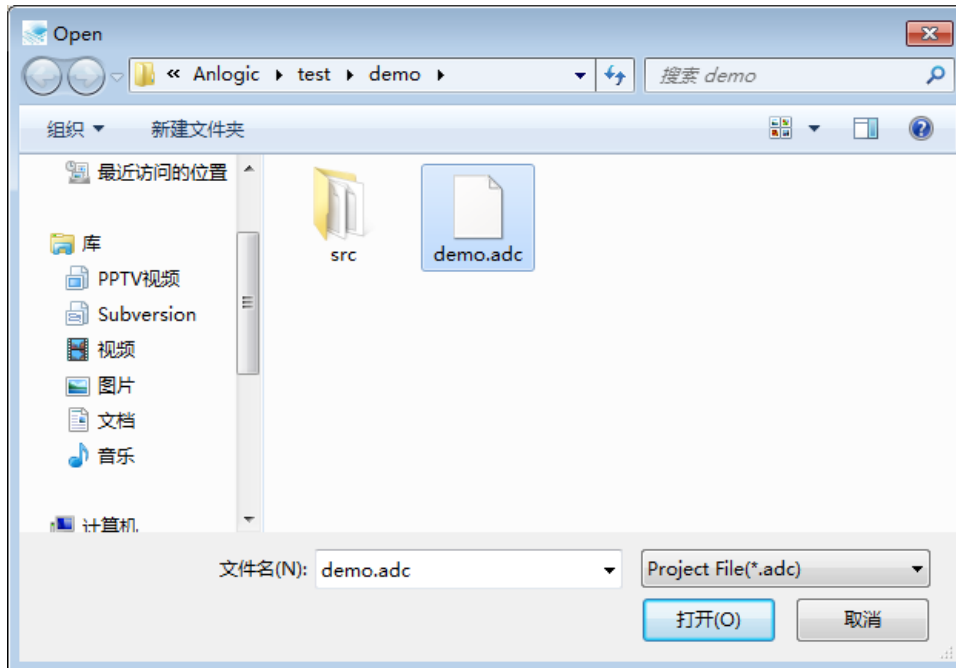 Open
« Anlogic ▸ test ▸ demo ▸
搜索 demo
组织 ▼ 新建文件夹
最近访问的位置
库
PPTV视频
Subversion
视频
图片
文档
音乐
计算机
src
demo.adc
文件名(N): demo.adc
Project File(*.adc)
打开(O) 取消